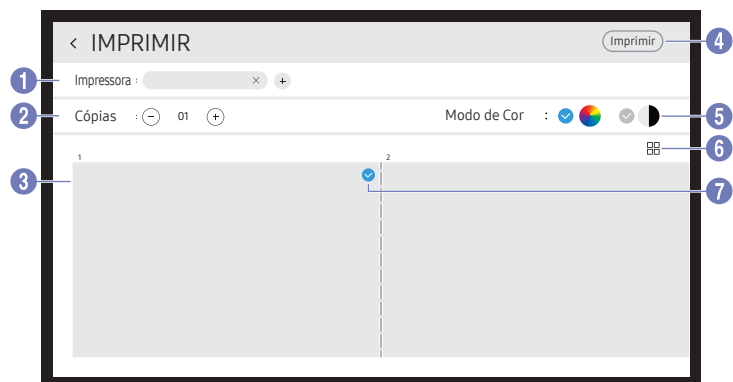 < IMPRIMIR
Imprimir
4
1
Impressora :
× +
2
Cópias : − 01 +
Modo de Cor :
5
6
1
2
3
7